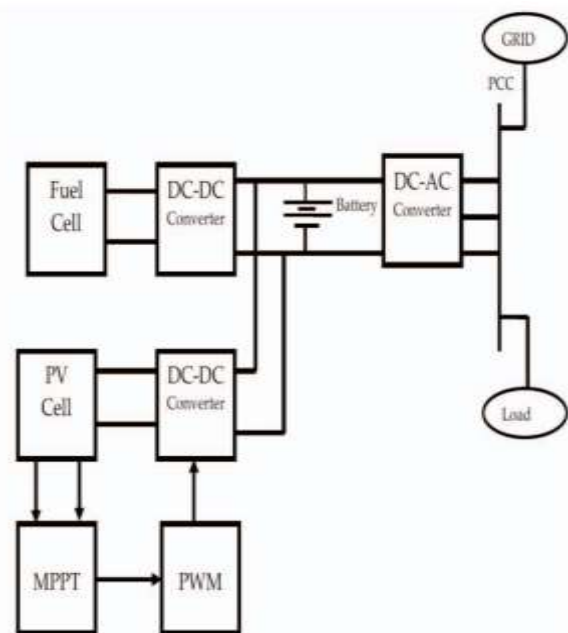 GRID
PCC
Fuel
Cell
DC-DC
Converter
Battery
DC-AC
Converter
PV
Cell
DC-DC
Converter
Load
MPPT
PWM